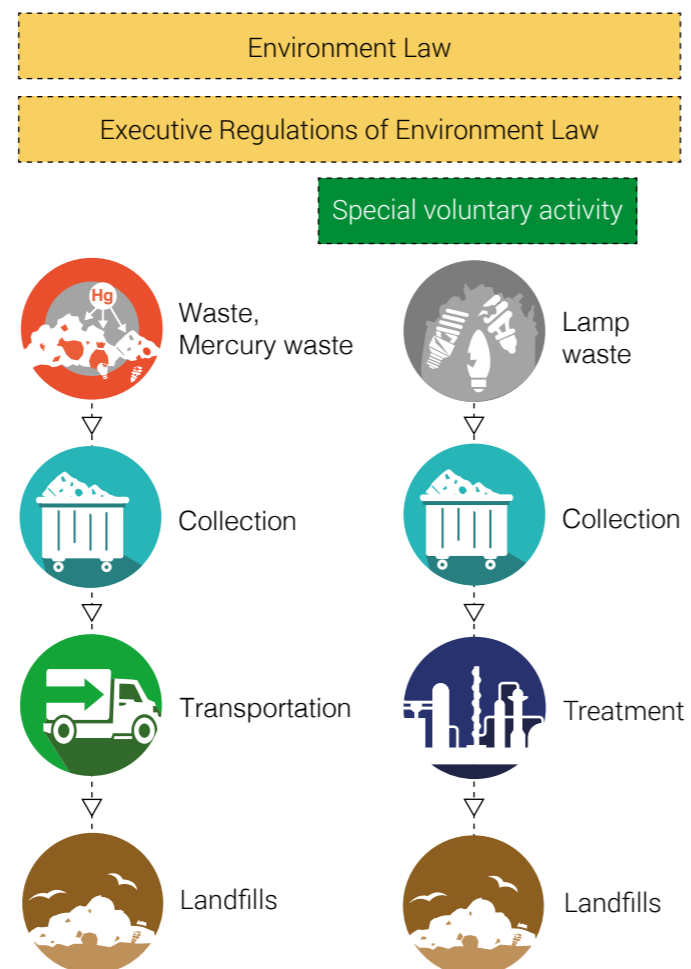 Environment Law
Executive Regulations of Environment Law
Special voluntary activity
Hg
Waste,
Mercury waste
Collection
Transportation
Landfills
Lamp
waste
Collection
Treatment
Landfills